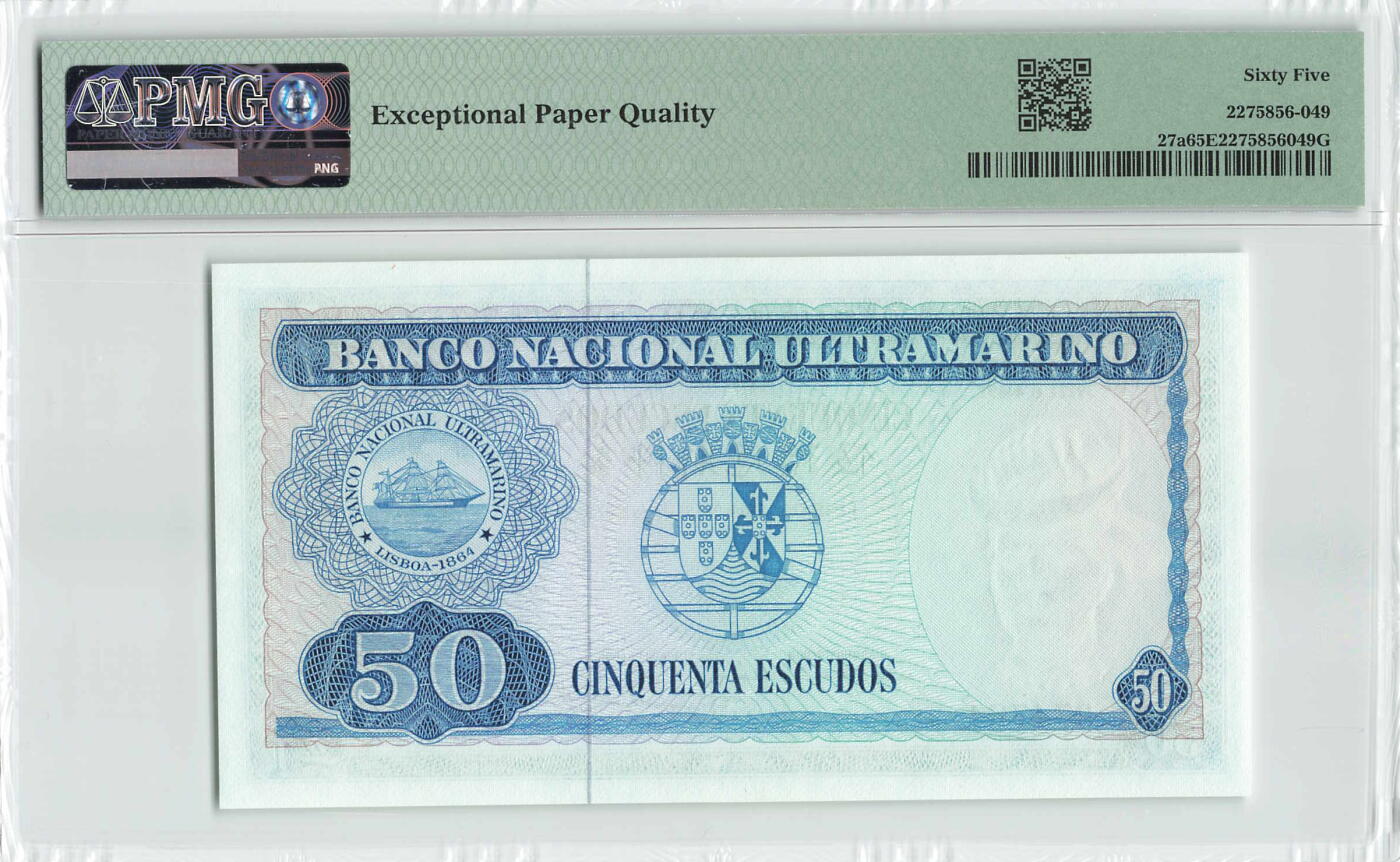 PMG
PNG
Exceptional Paper Quality
Sixty Five
2275856-049
27a65E2275856049G
BANCO NACIONAL ULTRAMARINO
BANCO NACIONAL ULTRAMARINO
LISBOA-1864
50
CINQUENTA ESCUDOS
50